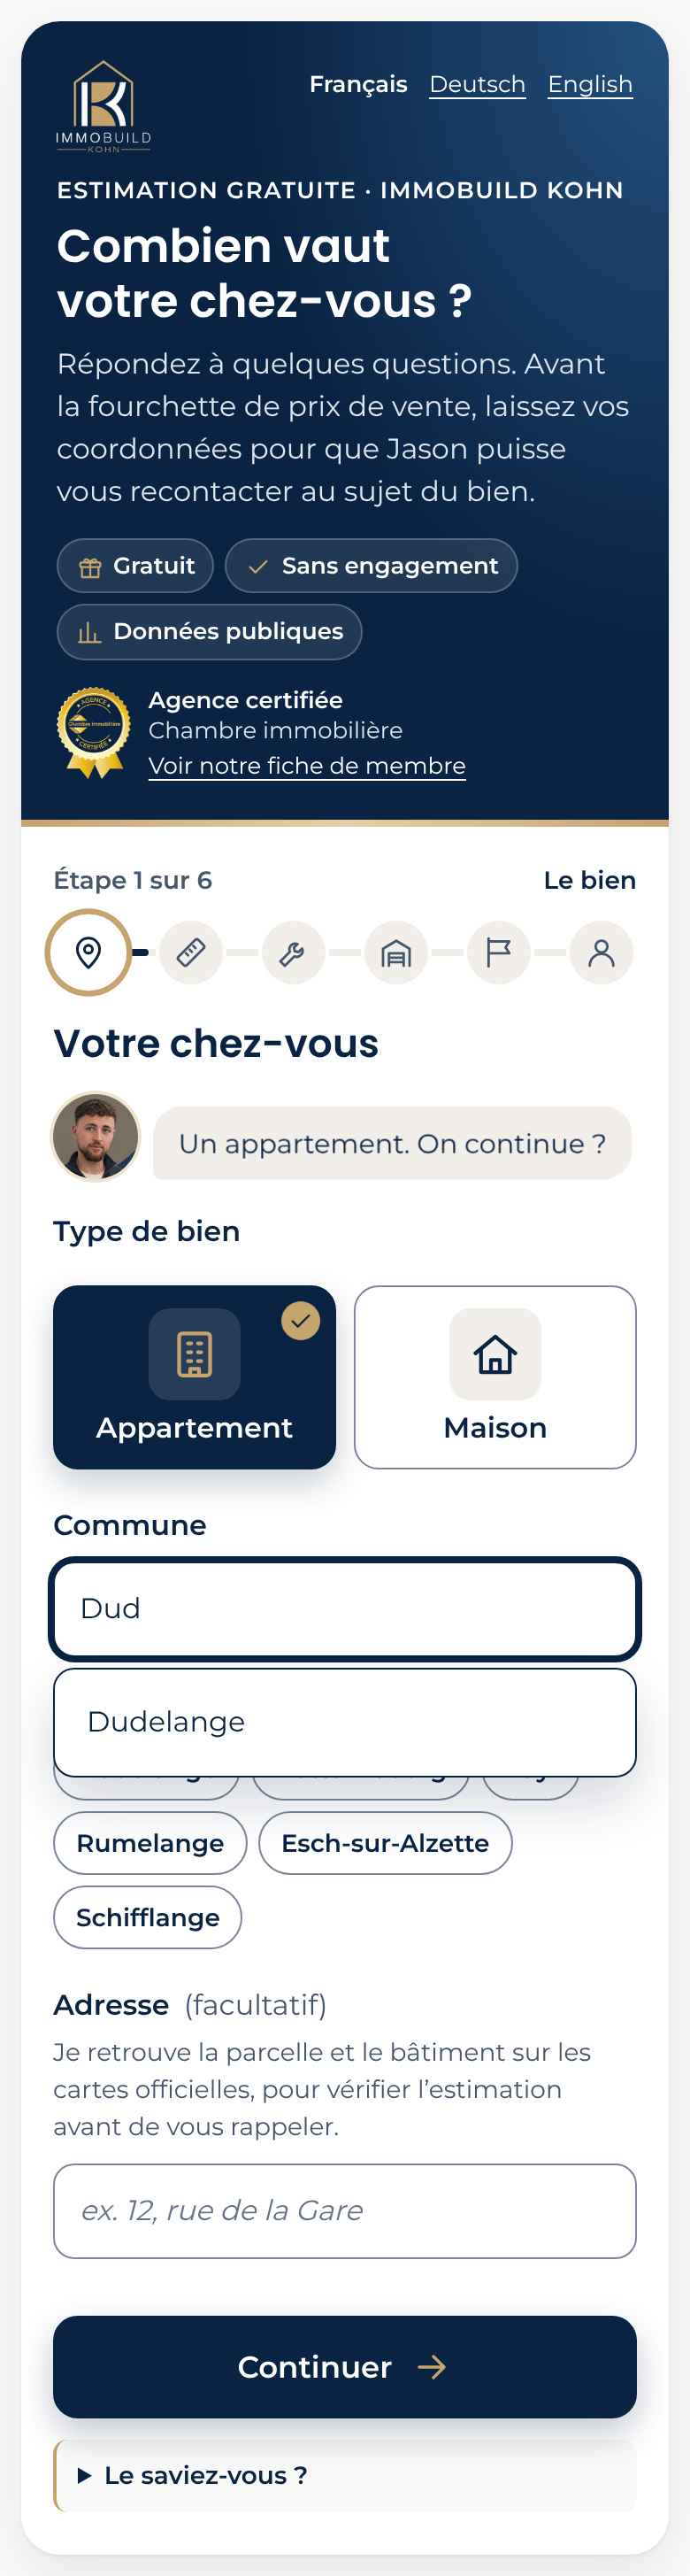 IMMOBUILD
KOHN
Français Deutsch English
ESTIMATION GRATUITE · IMMOBUILD KOHN
Combien vaut
votre chez-vous ?
Répondez à quelques questions. Avant
la fourchette de prix de vente, laissez vos
coordonnées pour que Jason puisse
vous recontacter au sujet du bien.
Gratuit
Sans engagement
Données publiques
AGENCE
Chambre Immobilière
CERTIFIÉE
Agence certifiée
Chambre immobilière
Voir notre fiche de membre
Étape 1 sur 6
Le bien
Votre chez-vous
Un appartement. On continue ?
Type de bien
Appartement
Maison
Commune
Dud
Dudelange
Rumelange
Esch-sur-Alzette
Schifflange
Adresse (facultatif)
Je retrouve la parcelle et le bâtiment sur les
cartes officielles, pour vérifier l’estimation
avant de vous rappeler.
ex. 12, rue de la Gare
Continuer
Le saviez-vous ?